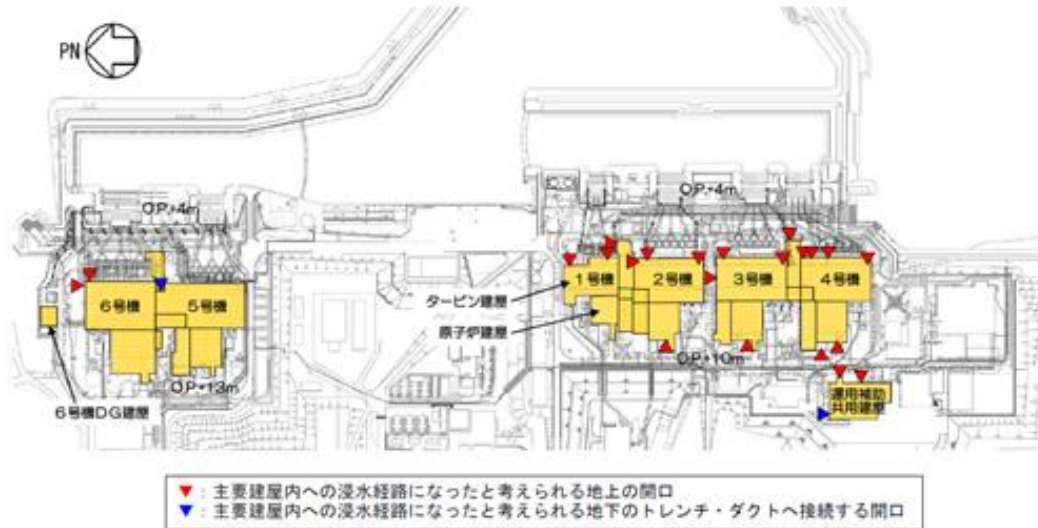 PN
O.P.+4m
O.P.+4m
6号機
5号機
1号機
2号機
3号機
4号機
タービン建屋
原子炉建屋
O.P.+13m
O.P.+10m
6号機DG建屋
運用補助
共用建屋
▼：主要建屋内への浸水経路になったと考えられる地上の開口
▼：主要建屋内への浸水経路になったと考えられる地下のトレンチ・ダクトへ接続する開口